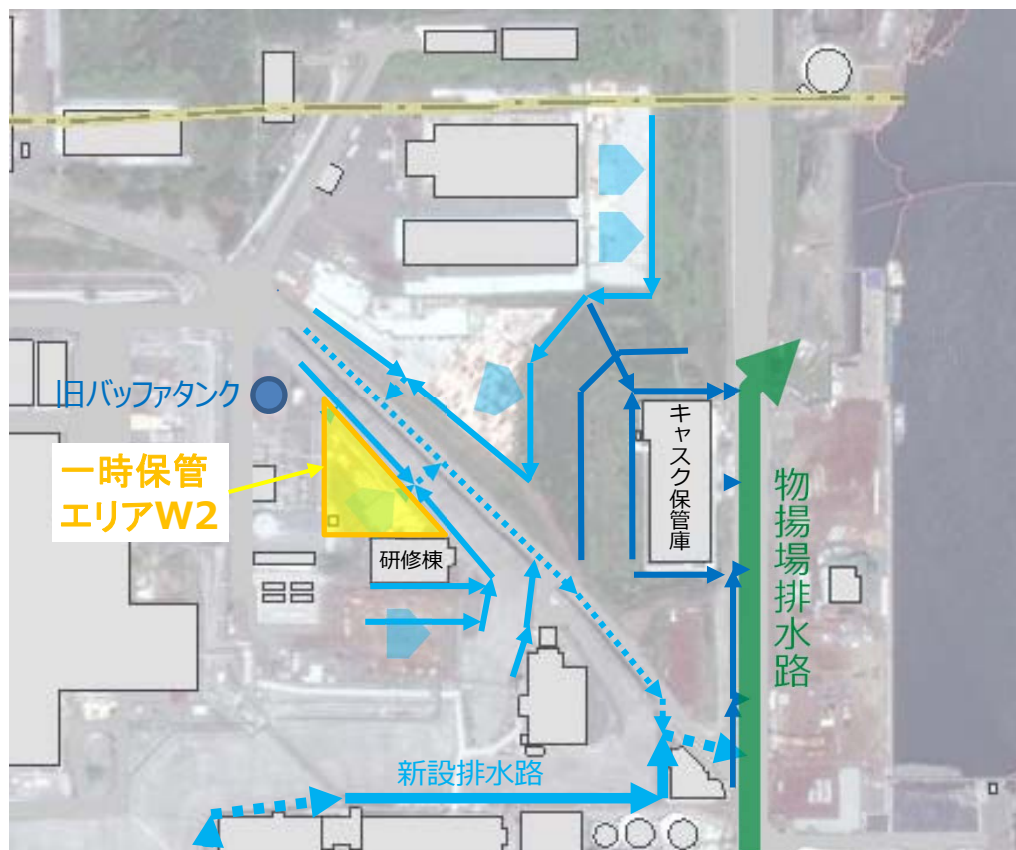 旧バッファタンク
一時保管
エリアW2
研修棟
キャスク保管庫
物揚場排水路
新設排水路